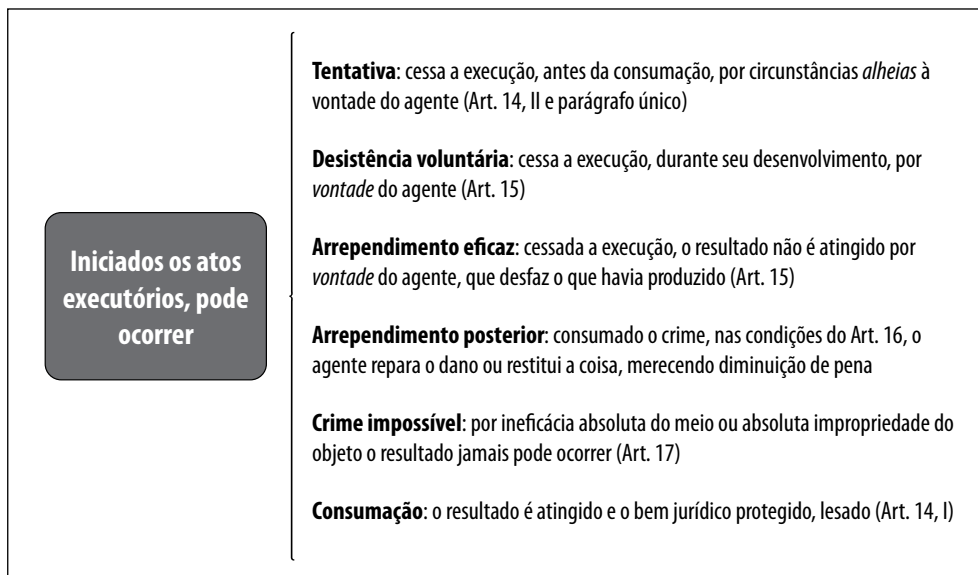 Iniciados os atos
executórios, pode
ocorrer
Tentativa: cessa a execução, antes da consumação, por circunstâncias alheias à
vontade do agente (Art. 14, II e parágrafo único)
Desistência voluntária: cessa a execução, durante seu desenvolvimento, por
vontade do agente (Art. 15)
Arrependimento eficaz: cessada a execução, o resultado não é atingido por
vontade do agente, que desfaz o que havia produzido (Art. 15)
Arrependimento posterior: consumado o crime, nas condições do Art. 16, o
agente repara o dano ou restitui a coisa, merecendo diminuição de pena
Crime impossível: por ineficácia absoluta do meio ou absoluta impropriedade do
objeto o resultado jamais pode ocorrer (Art. 17)
Consumação: o resultado é atingido e o bem jurídico protegido, lesado (Art. 14, I)